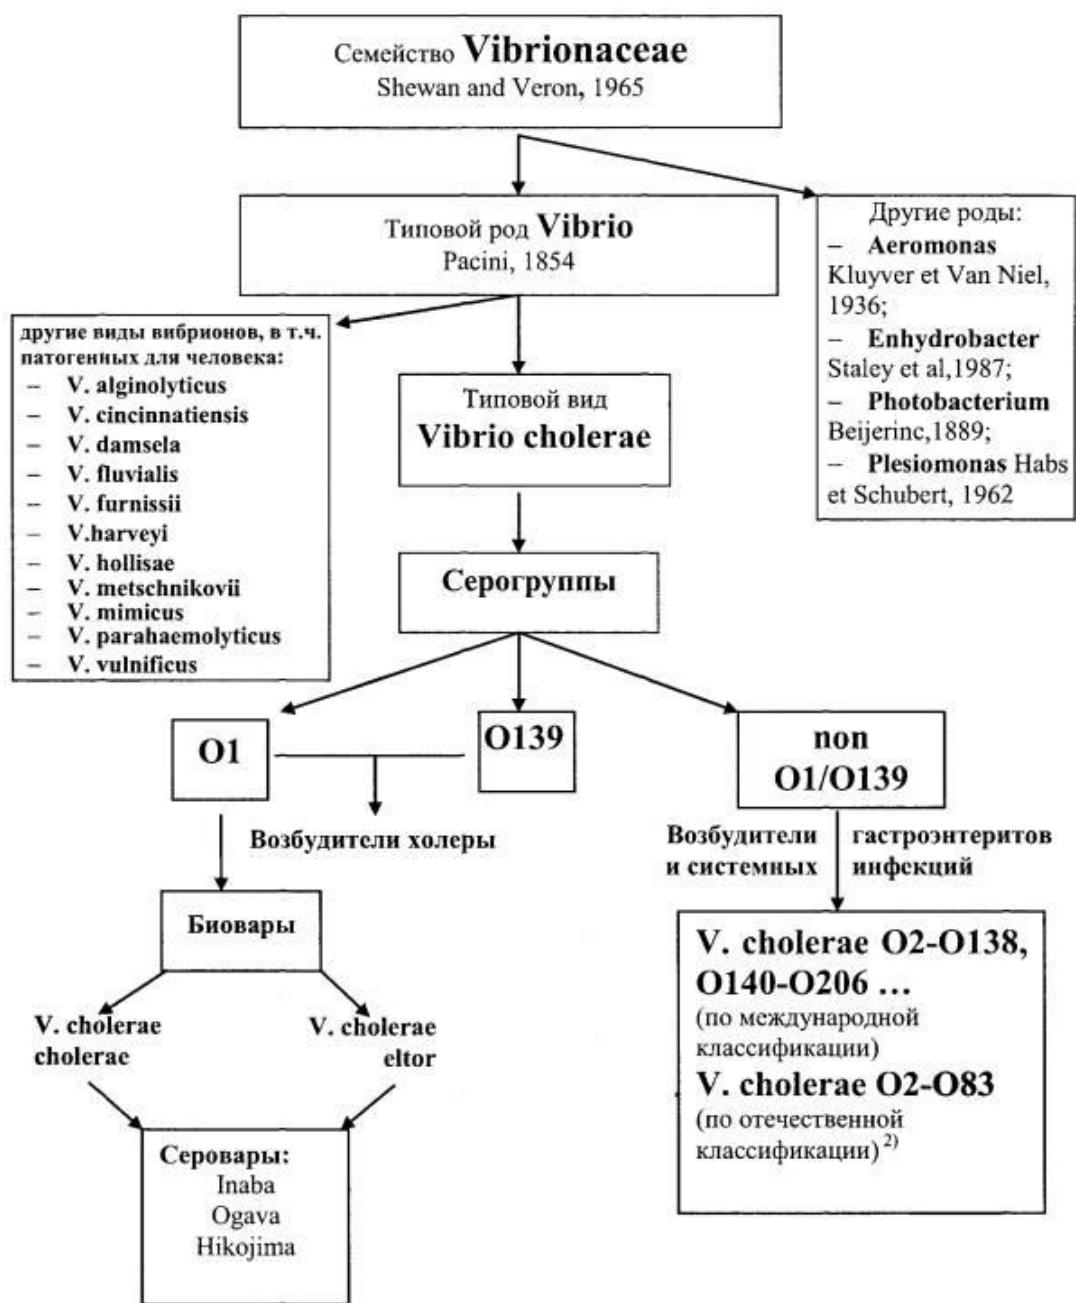 Семейство Vibrionaceae
Shewan and Veron, 1965
Типовой род Vibrio
Pacini, 1854
Другие роды:
– Aeromonas
Kluyver et Van Niel,
1936;
– Enhydrobacter
Staley et al,1987;
– Photobacterium
Beijerinc,1889;
– Plesiomonas Habs
et Schubert, 1962
другие виды вибрионов, в т.ч.
патогенных для человека:
– V. alginolyticus
– V. cincinnatiensis
– V. damsela
– V. fluvialis
– V. furnissii
– V.harveyi
– V. hollisae
– V. metschnikovii
– V. mimicus
– V. parahaemolyticus
– V. vulnificus
Типовой вид
Vibrio cholerae
Серогруппы
O1
O139
non
O1/O139
Возбудители холеры
Возбудители гастроэнтеритов
и системных инфекций
Биовары
V. cholerae
cholerae
V. cholerae
eltor
Серовары:
Inaba
Ogava
Hikojima
V. cholerae O2-O138,
O140-O206 ...
(по международной
классификации)
V. cholerae O2-O83
(по отечественной
классификации) 2)